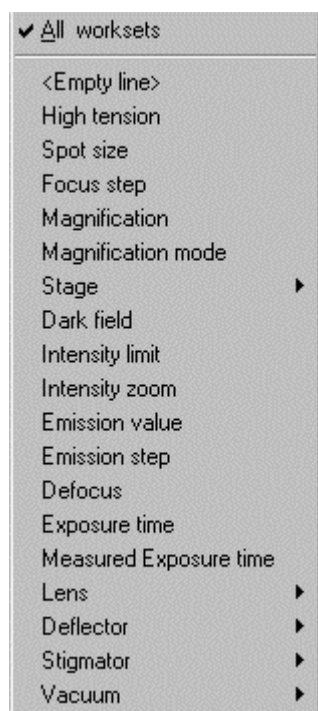 All worksets
<Empty line>
High tension
Spot size
Focus step
Magnification
Magnification mode
Stage
Dark field
Intensity limit
Intensity zoom
Emission value
Emission step
Defocus
Exposure time
Measured Exposure time
Lens
Deflector
Stigmator
Vacuum